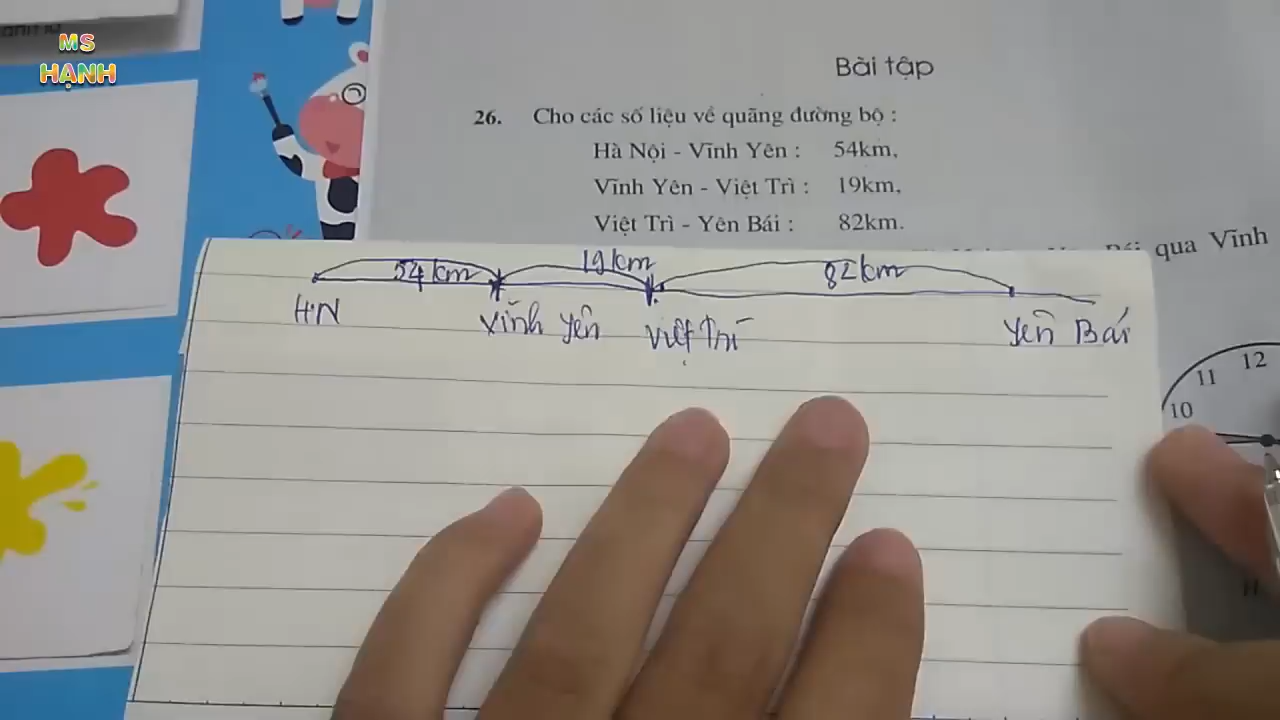 MS
HẠNH
Bài tập
26. Cho các số liệu về quãng đường bộ :
Hà Nội - Vĩnh Yên : 54km,
Vĩnh Yên - Việt Trì : 19km,
Việt Trì - Yên Bái : 82km.
qua Vĩnh
54km 19km 82km
HN Vĩnh Yên Việt Trì Yên Bái
12
11
10